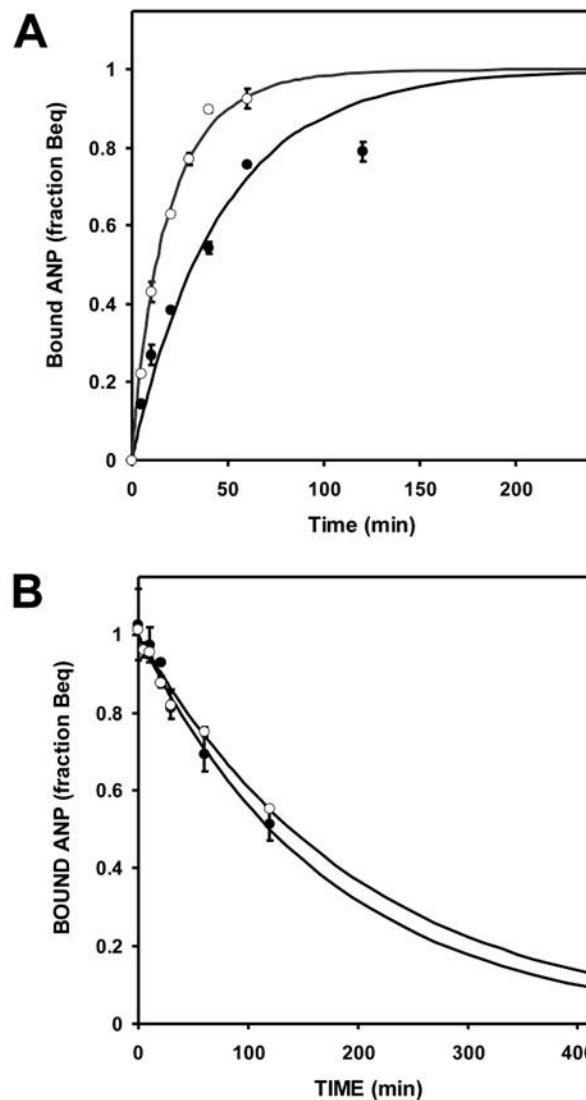 A
Bound ANP (fraction Beq)
1
0.8
0.6
0.4
0.2
0
0 50 100 150 200
Time (min)
B
BOUND ANP (fraction Beq)
1
0.8
0.6
0.4
0.2
0
0 100 200 300 400
TIME (min)